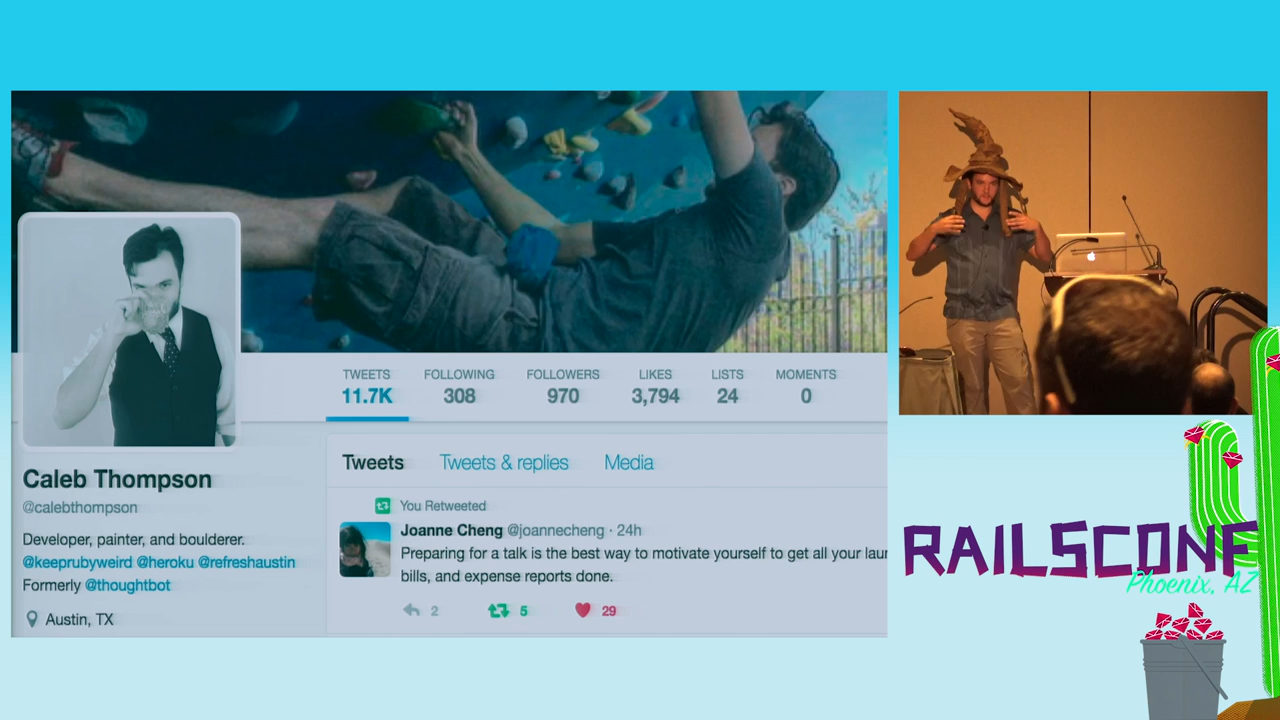 TWEETS FOLLOWING FOLLOWERS LIKES LISTS MOMENTS
11.7K 308 970 3,794 24 0
Tweets Tweets & replies Media
Caleb Thompson
@calebthompson
Developer, painter, and boulderer.
@keeprubyweird @heroku @refreshaustin
Formerly @thoughtbot
Austin, TX
You Retweeted
Joanne Cheng @joannecheng · 24h
Preparing for a talk is the best way to motivate yourself to get all your
bills, and expense reports done.
2 5 29
RAILSCONF
Phoenix, AZ